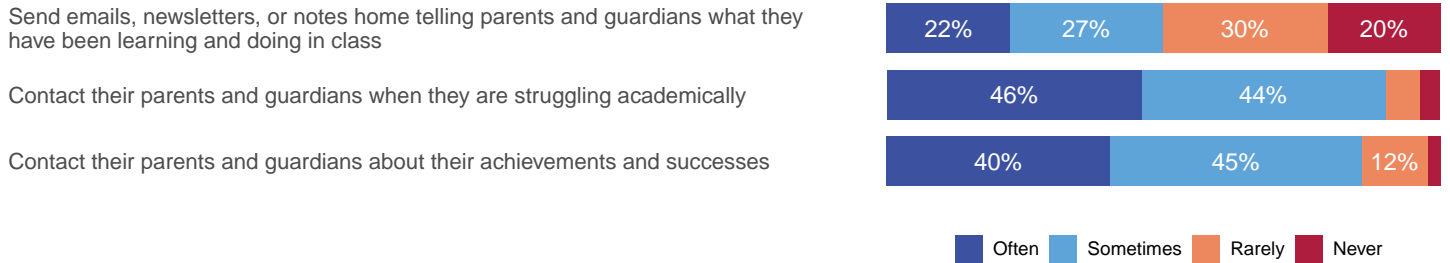 Send emails, newsletters, or notes home telling parents and guardians what they
have been learning and doing in class
22% 27% 30% 20%
Contact their parents and guardians when they are struggling academically
46% 44%
Contact their parents and guardians about their achievements and successes
40% 45% 12%
Often Sometimes Rarely Never